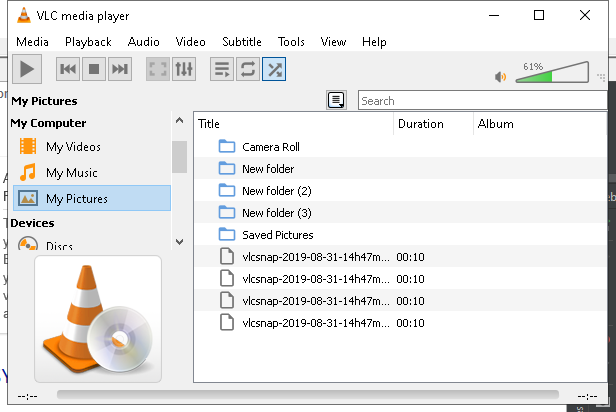 VLC media player
Media Playback Audio Video Subtitle Tools View Help
61%
My Pictures
Search
My Computer
My Videos
My Music
My Pictures
Devices
Discs
Title Duration Album
Camera Roll
New folder
New folder (2)
New folder (3)
Saved Pictures
vlcsnap-2019-08-31-14h47m... 00:10
vlcsnap-2019-08-31-14h47m... 00:10
vlcsnap-2019-08-31-14h47m... 00:10
vlcsnap-2019-08-31-14h47m... 00:10
--:-- --:--